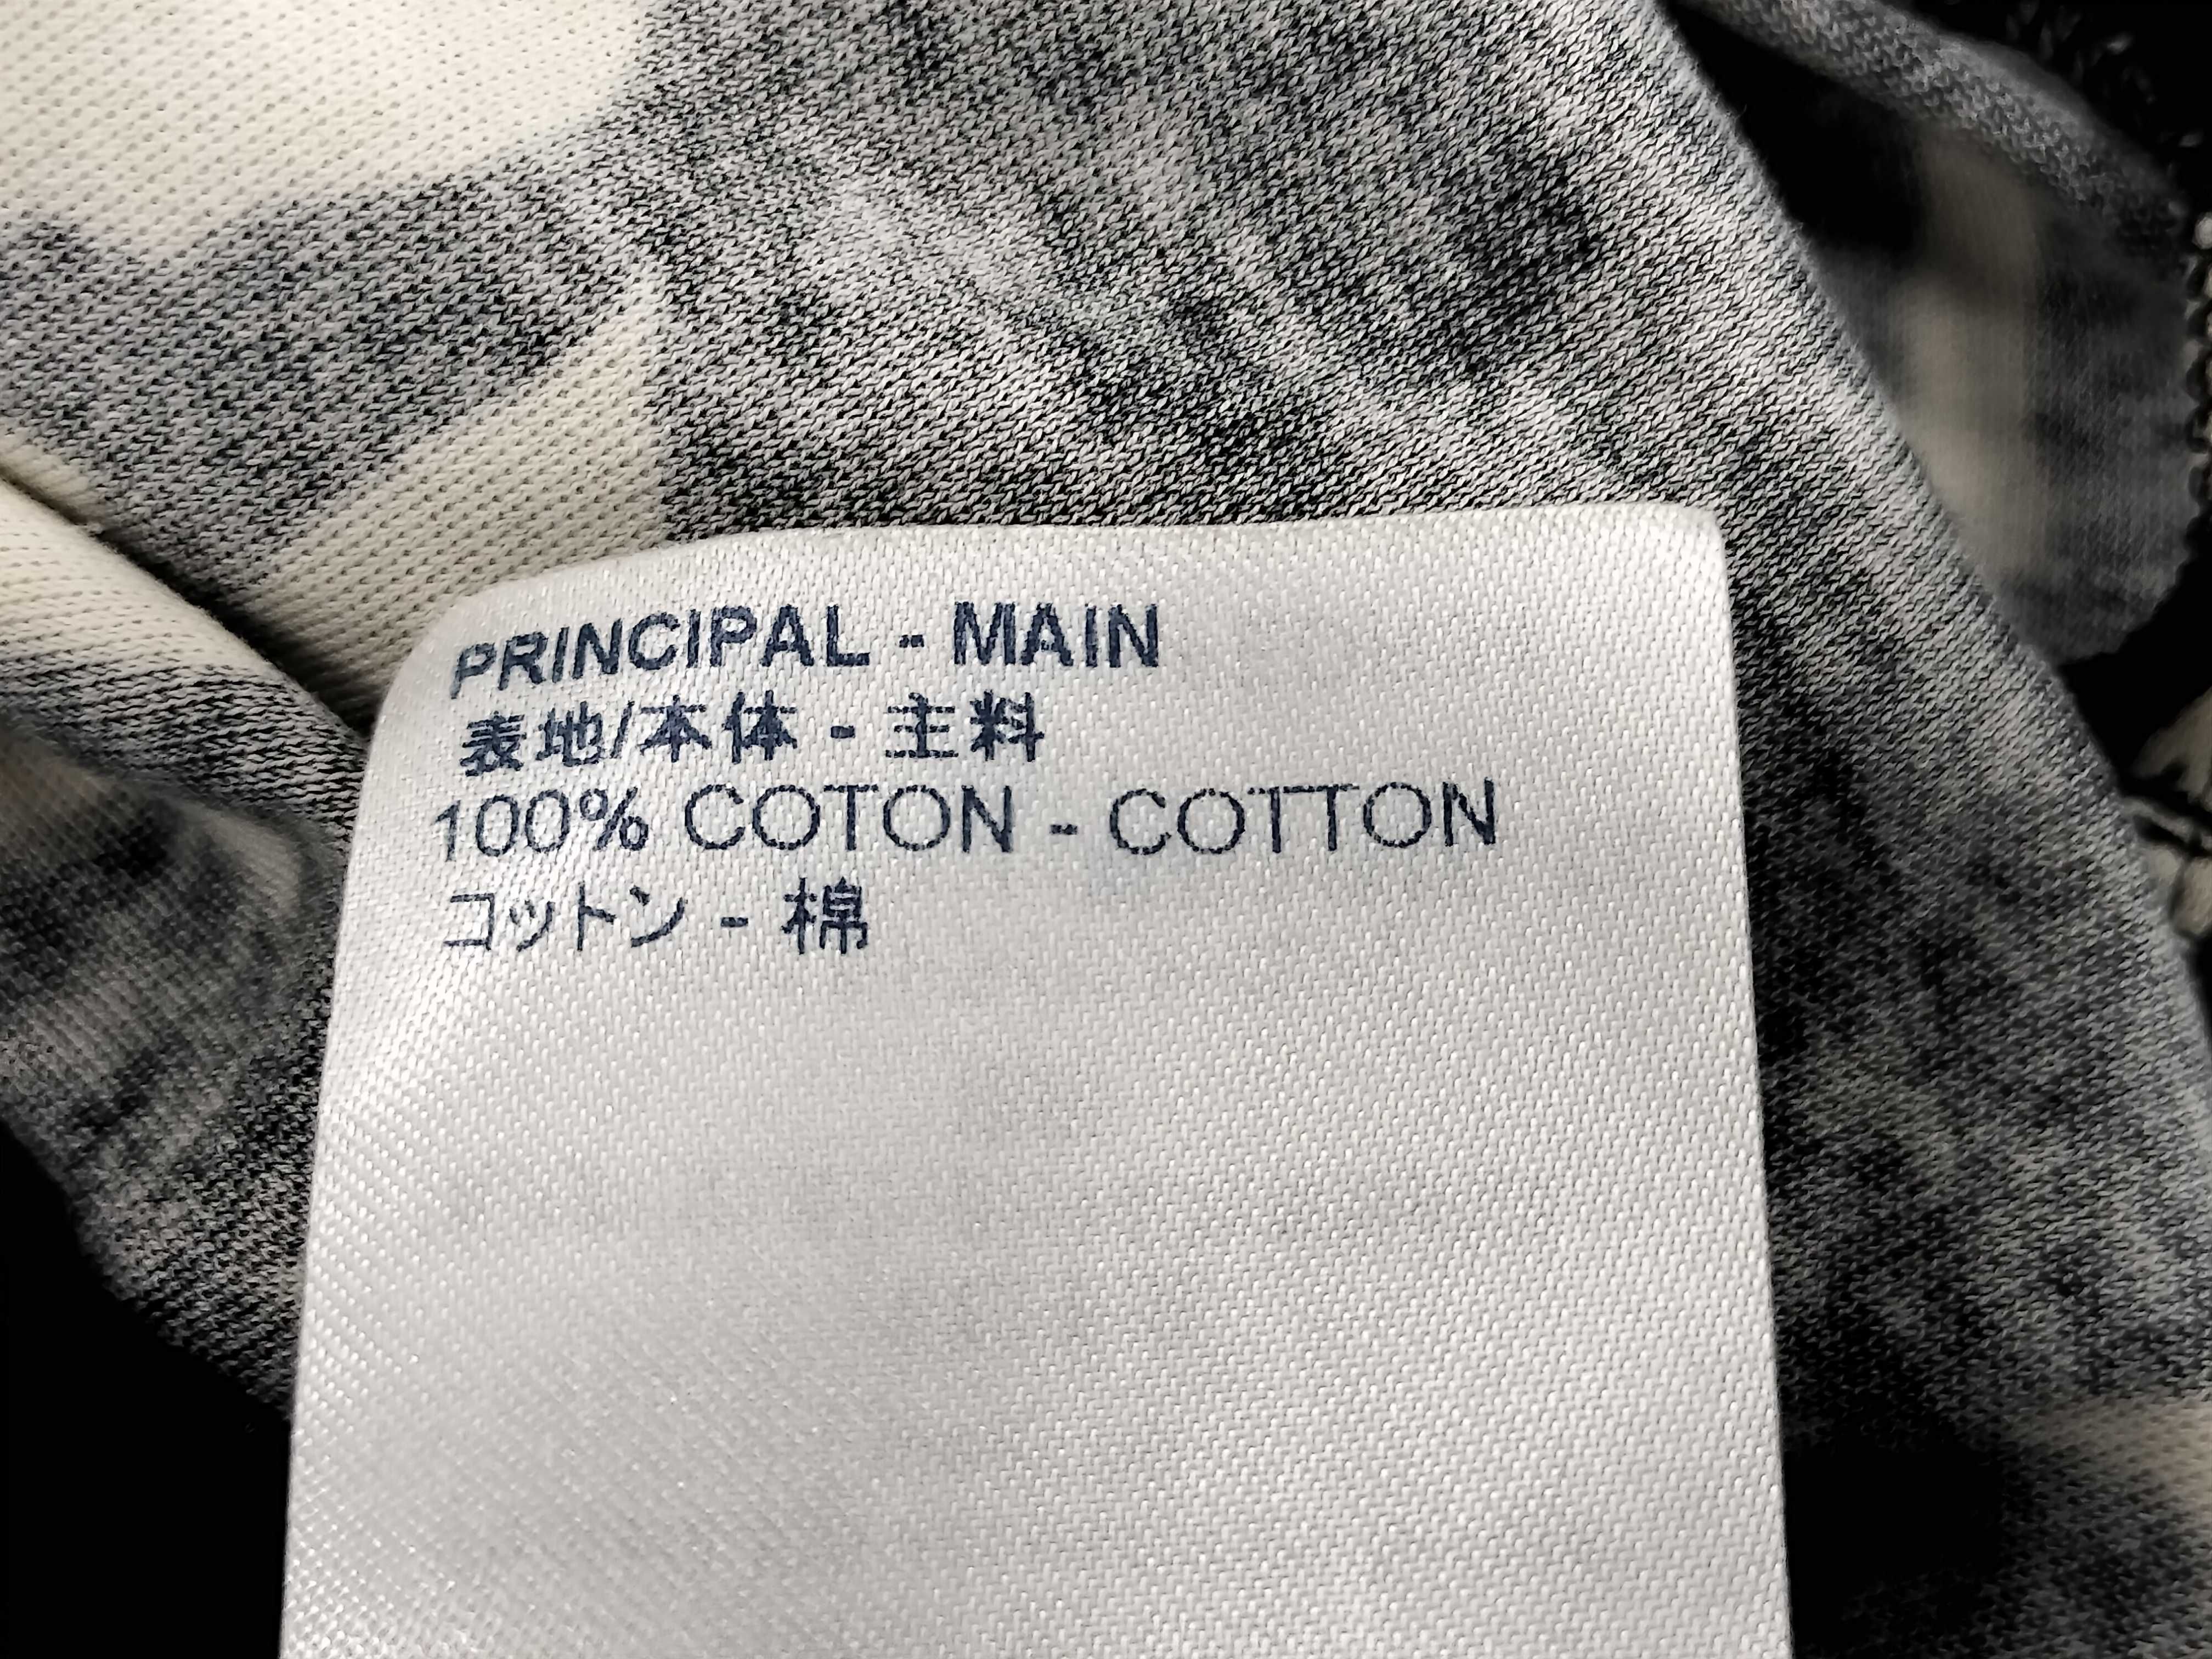 PRINCIPAL - MAIN
表地/本体 - 主料
100% COTON - COTTON
コットン - 棉